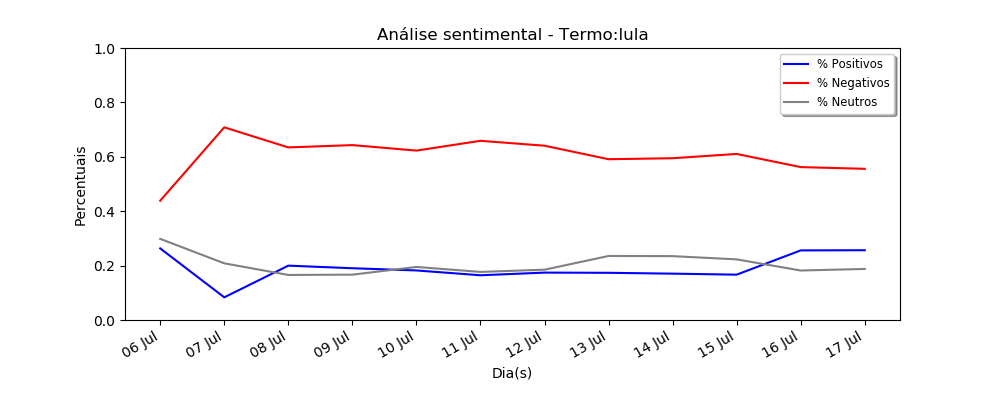 Análise sentimental - Termo:lula
1.0
0.8
0.6
0.4
0.2
0.0
Percentuais
% Positivos
% Negativos
% Neutros
06 Jul
07 Jul
08 Jul
09 Jul
10 Jul
11 Jul
12 Jul
13 Jul
14 Jul
15 Jul
16 Jul
17 Jul
Dia(s)